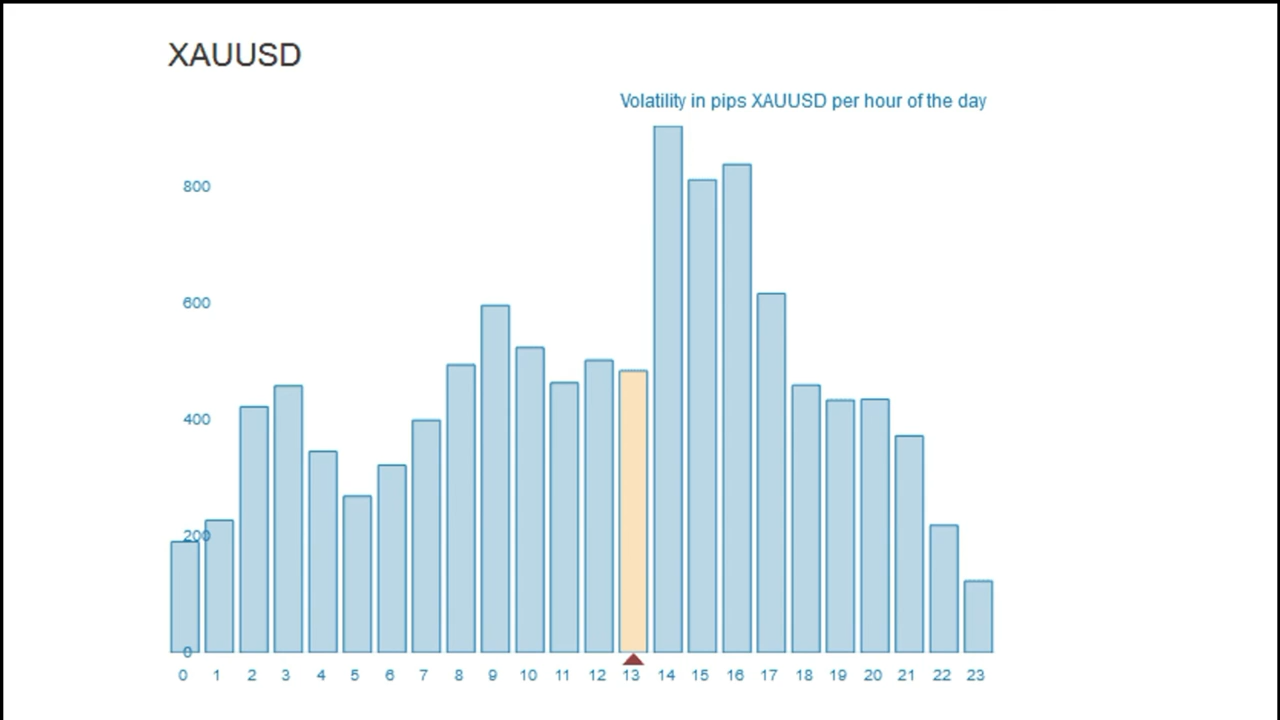 XAUUSD
Volatility in pips XAUUSD per hour of the day
800
600
400
200
0
0 1 2 3 4 5 6 7 8 9 10 11 12 13 14 15 16 17 18 19 20 21 22 23